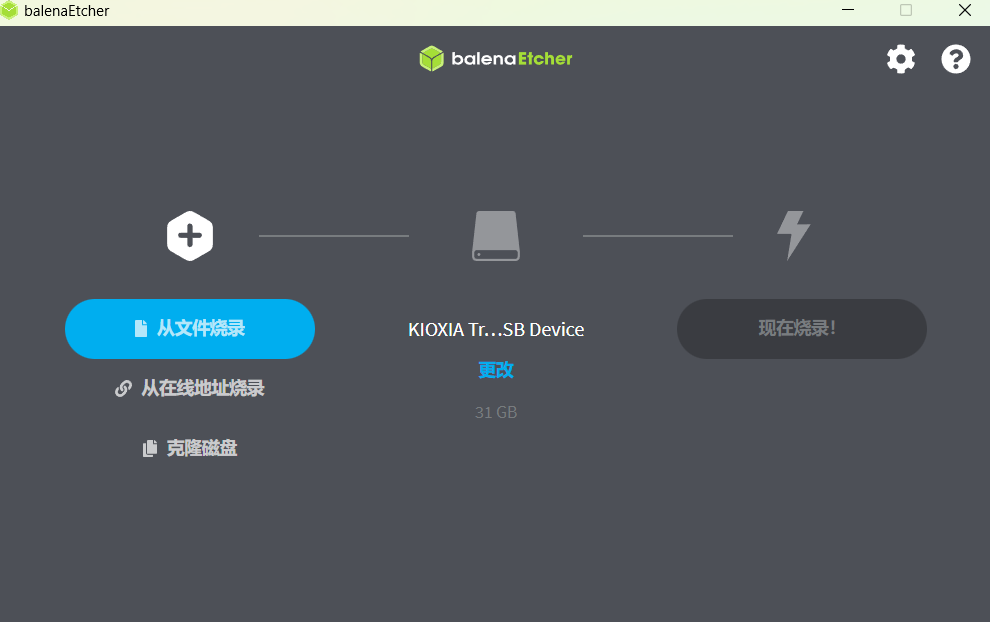 balenaEtcher
balenaEtcher
从文件烧录
从在线地址烧录
克隆磁盘
KIOXIA Tr...SB Device
更改
31 GB
现在烧录!